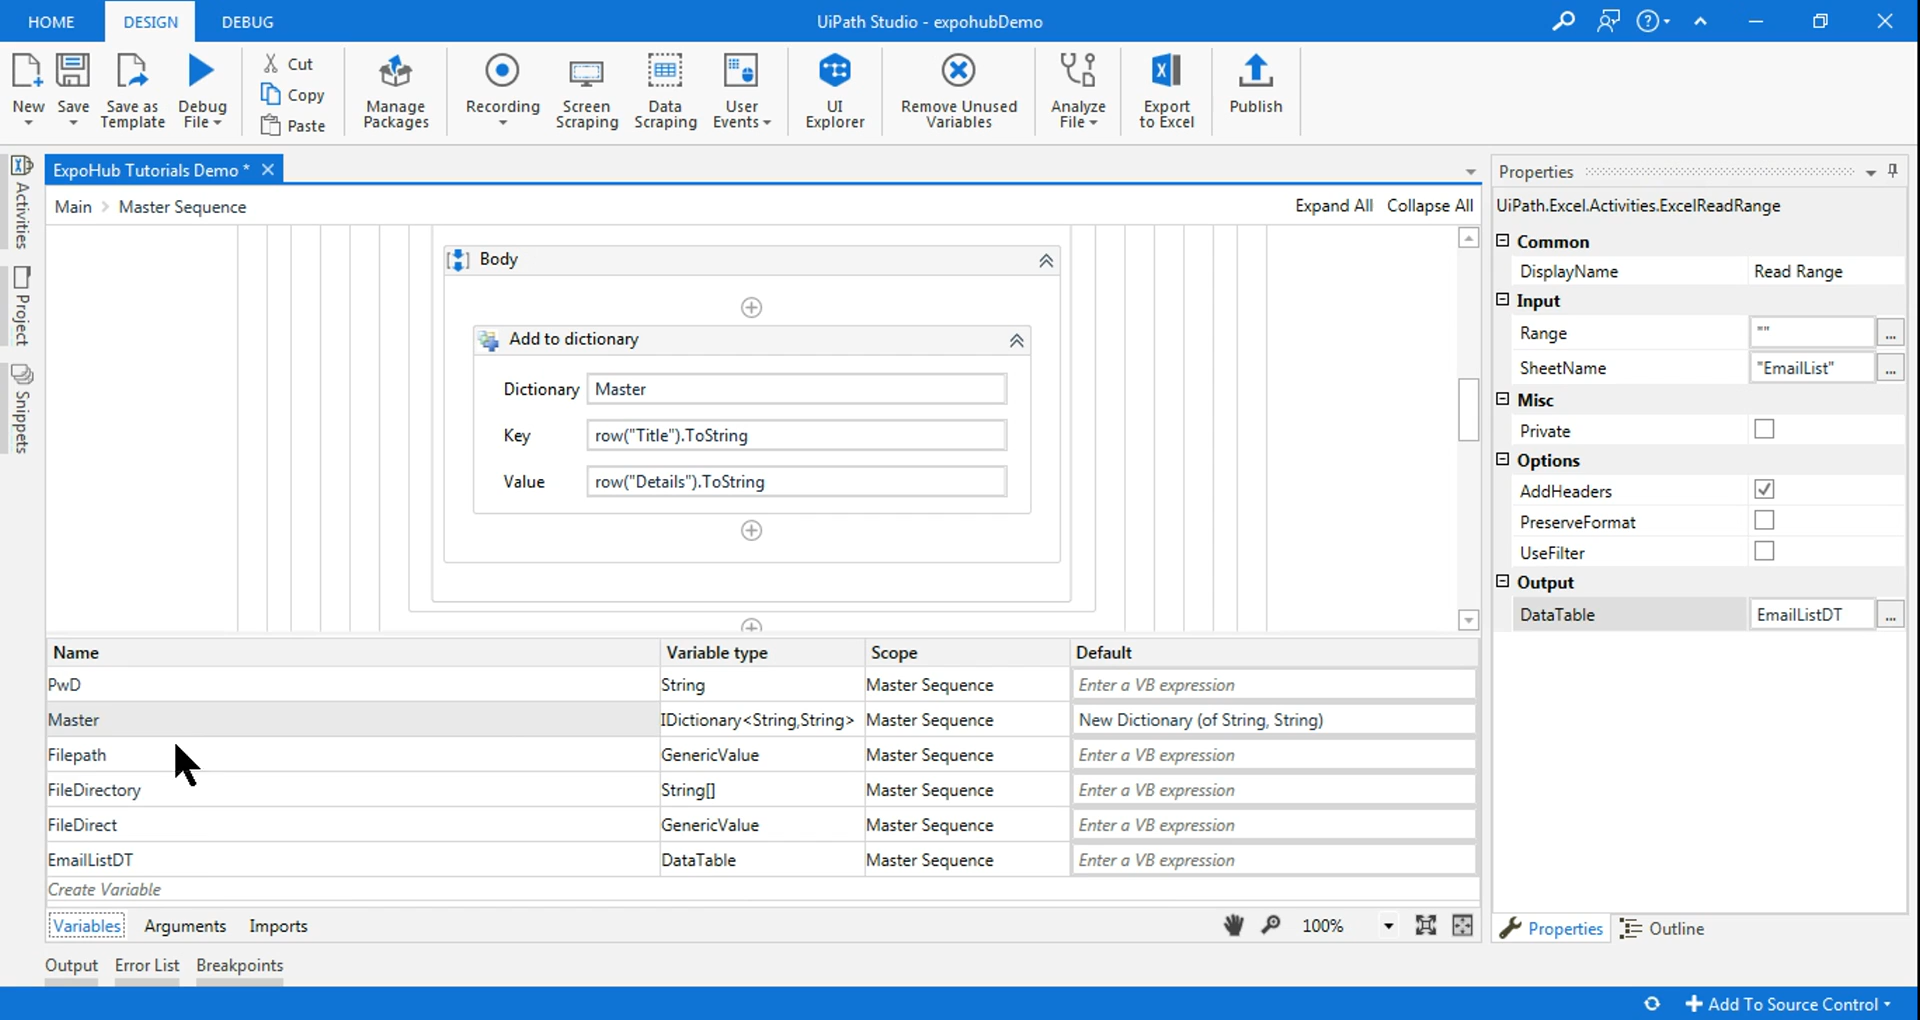 HOME DESIGN DEBUG UiPath Studio - expohubDemo
New Save Save as Template Debug File Cut Copy Paste Manage Packages Recording Screen Scraping Data Scraping User Events UI Explorer Remove Unused Variables Analyze File Export to Excel Publish
Activities
Project
Snippets
ExpoHub Tutorials Demo *
Main > Master Sequence Expand All Collapse All
Body
Add to dictionary
Dictionary Master
Key row("Title").ToString
Value row("Details").ToString
Name Variable type Scope Default
PwD String Master Sequence Enter a VB expression
Master IDictionary<String,String> Master Sequence New Dictionary (of String, String)
Filepath GenericValue Master Sequence Enter a VB expression
FileDirectory String[] Master Sequence Enter a VB expression
FileDirect GenericValue Master Sequence Enter a VB expression
EmailListDT DataTable Master Sequence Enter a VB expression
Create Variable
Variables Arguments Imports 100%
Output Error List Breakpoints
Properties
UiPath.Excel.Activities.ExcelReadRange
Common
DisplayName Read Range
Input
Range "" ...
SheetName "EmailList" ...
Misc
Private
Options
AddHeaders
PreserveFormat
UseFilter
Output
DataTable EmailListDT ...
Properties Outline
Add To Source Control